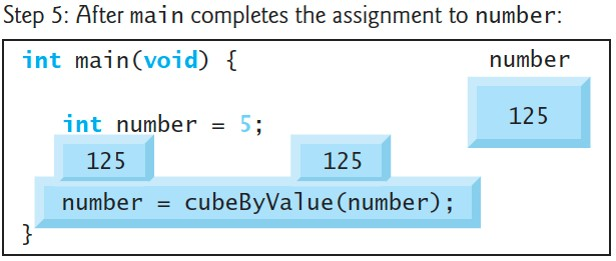 Step 5: After main completes the assignment to number:
int main(void) {
number
125
int number = 5;
125 125
number = cubeByValue(number);
}